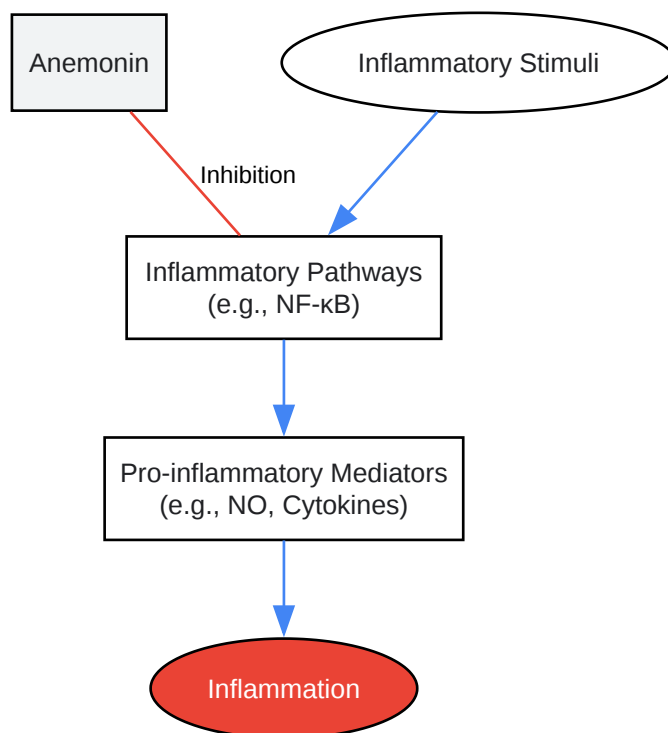 Anemonin
Inflammatory Stimuli
Inhibition
Inflammatory Pathways
(e.g., NF-κB)
Pro-inflammatory Mediators
(e.g., NO, Cytokines)
Inflammation